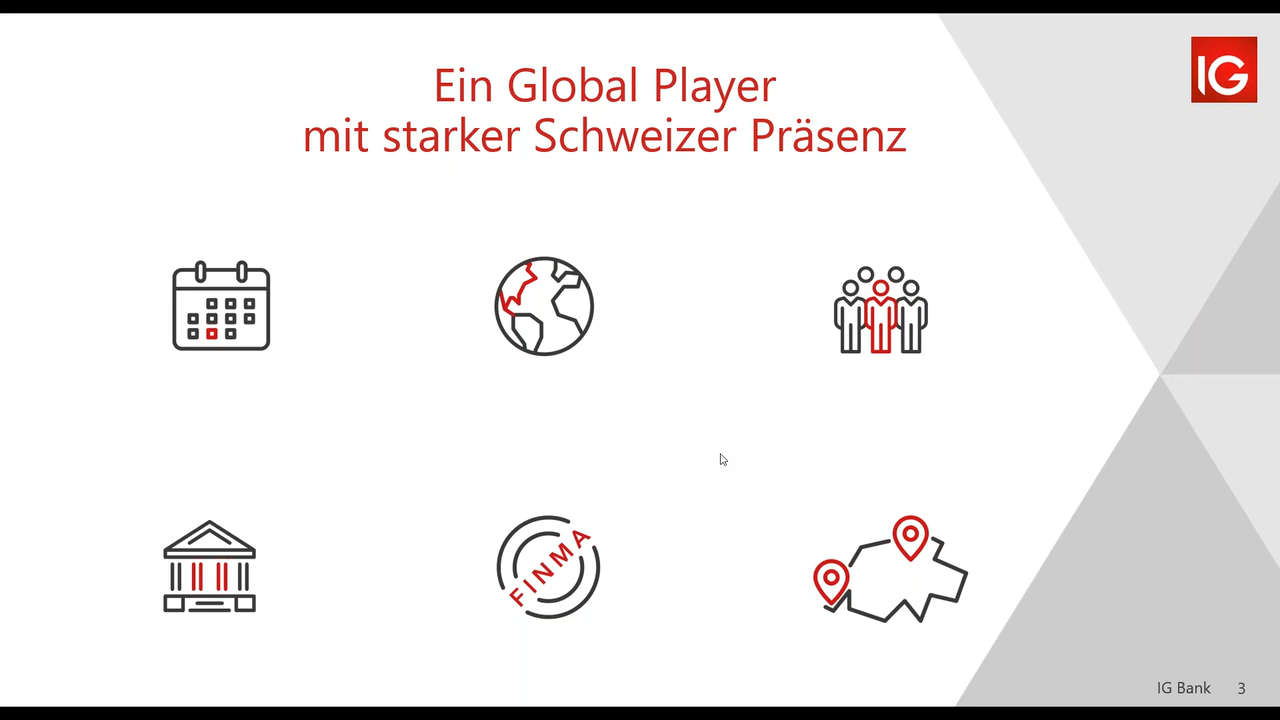 IG
Ein Global Player
mit starker Schweizer Präsenz
FINMA
IG Bank 3